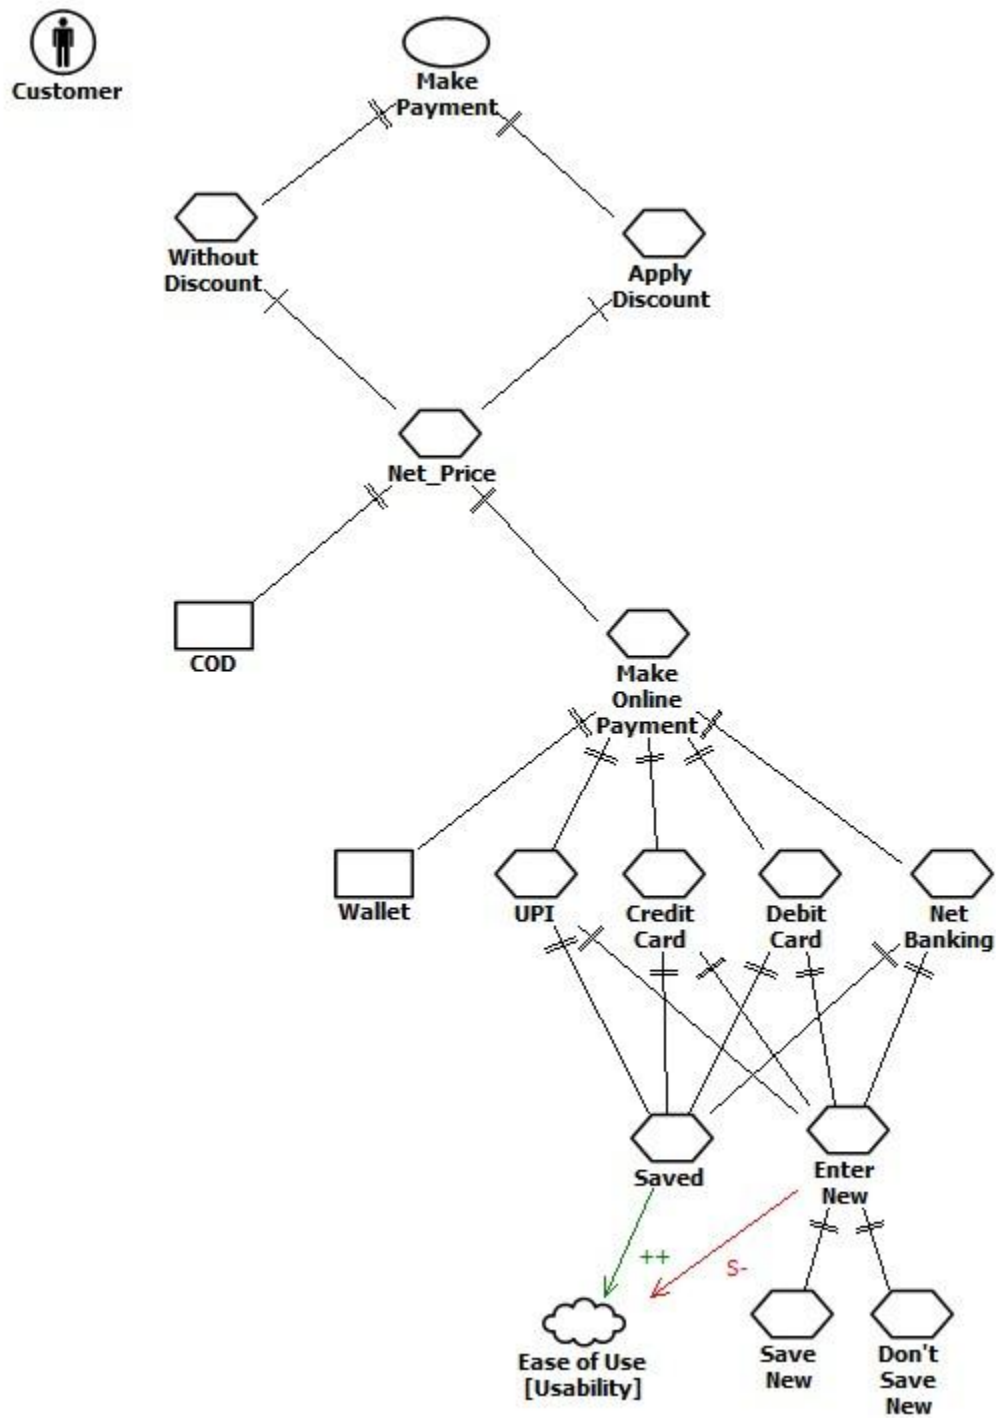 Customer
Make
Payment
Without
Discount
Apply
Discount
Net_Price
COD
Make
Online
Payment
Wallet
UPI
Credit
Card
Debit
Card
Net
Banking
Saved
Enter
New
++
S-
Ease of Use
[Usability]
Save
New
Don't
Save
New